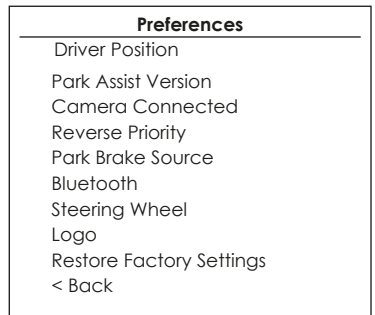 Preferences
Driver Position
Park Assist Version
Camera Connected
Reverse Priority
Park Brake Source
Bluetooth
Steering Wheel
Logo
Restore Factory Settings
< Back